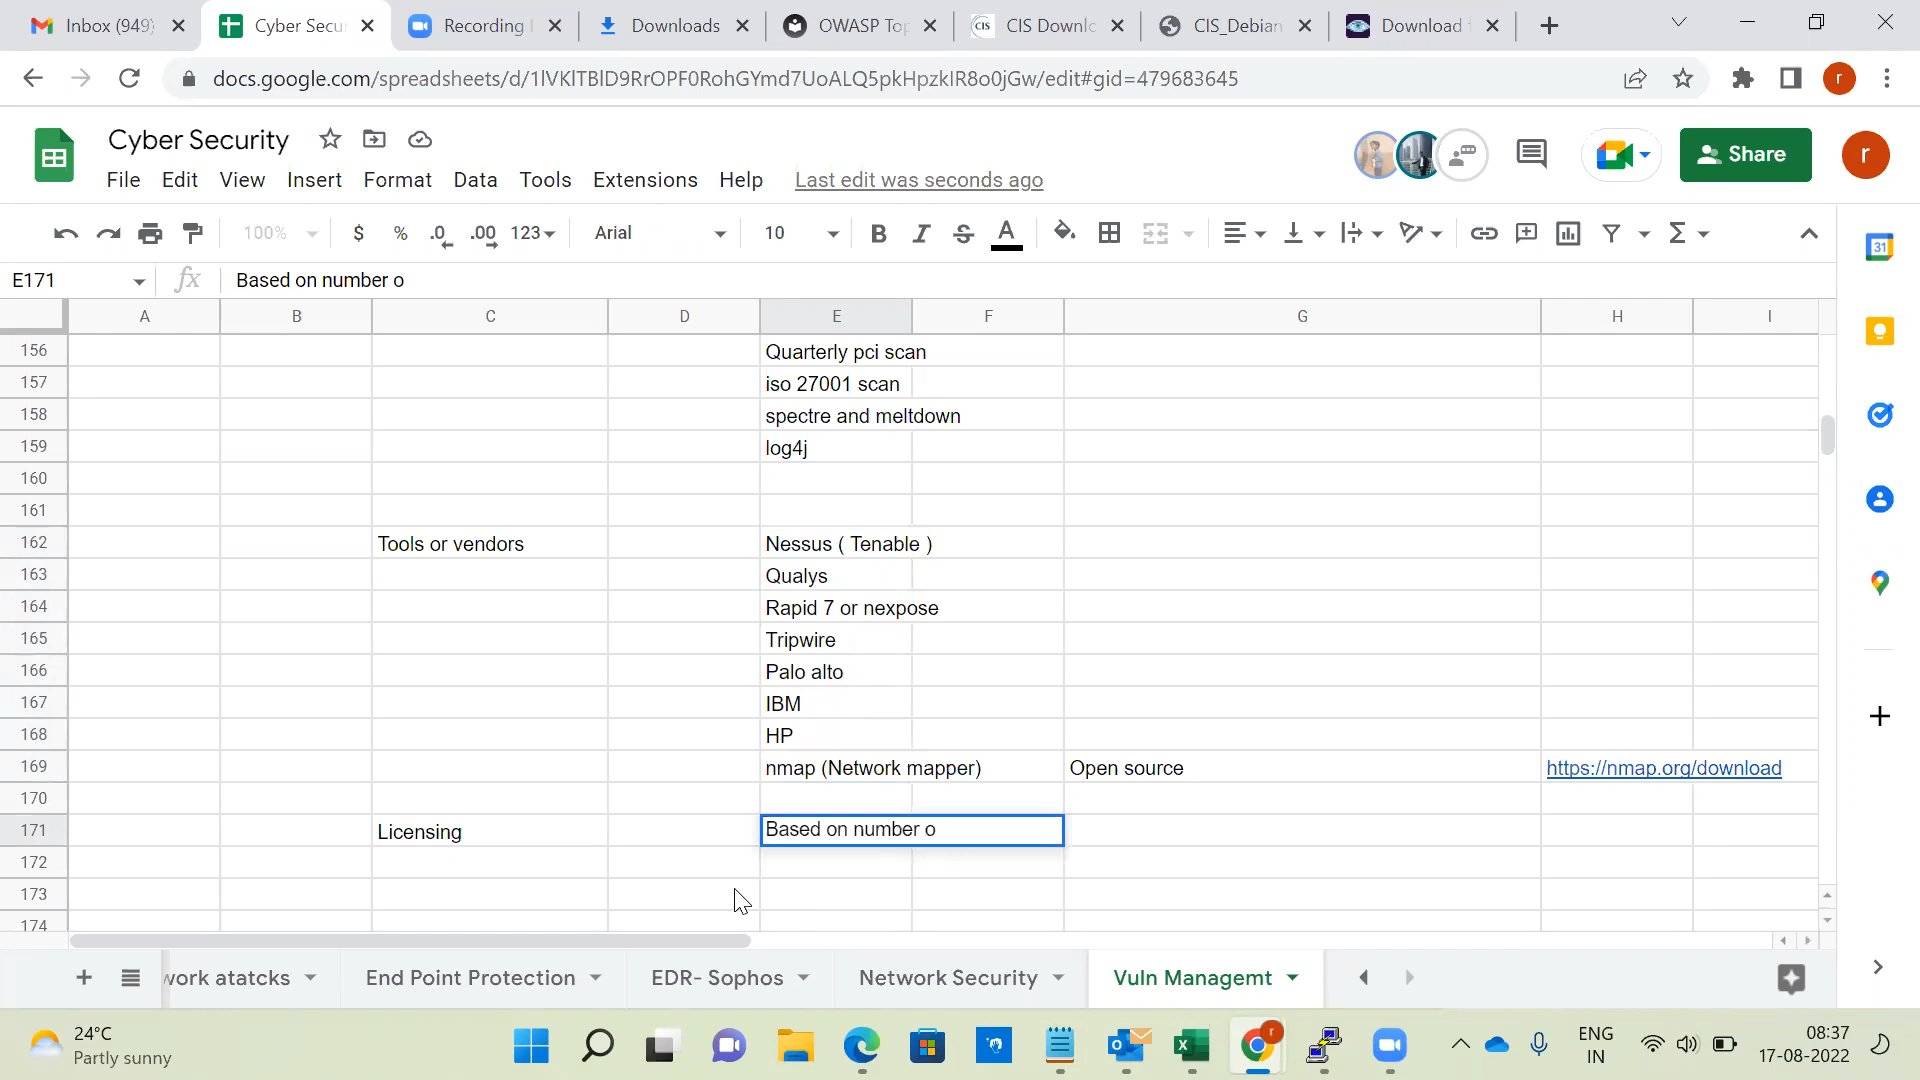 Inbox (949)
Cyber Secu
Recording
Downloads
OWASP Top
CIS Downlo
CIS_Debian
Download
docs.google.com/spreadsheets/d/1lVKlTBlD9RrOPF0RohGYmd7UoALQ5pkHpzkIR8o0jGw/edit#gid=479683645
r
Cyber Security
Share
r
File Edit View Insert Format Data Tools Extensions Help Last edit was seconds ago
100% $ % .0 .00 123 Arial 10 B I S A
E171 fx Based on number o
31
A B C D E F G H I
156 Quarterly pci scan
157 iso 27001 scan
158 spectre and meltdown
159 log4j
160
161
162 Tools or vendors Nessus ( Tenable )
163 Qualys
164 Rapid 7 or nexpose
165 Tripwire
166 Palo alto
167 IBM
168 HP
169 nmap (Network mapper) Open source https://nmap.org/download
170
171 Licensing Based on number o
172
173
174
work atatcks End Point Protection EDR- Sophos Network Security Vuln Managemt
24°C
Partly sunny
ENG
IN
08:37
17-08-2022